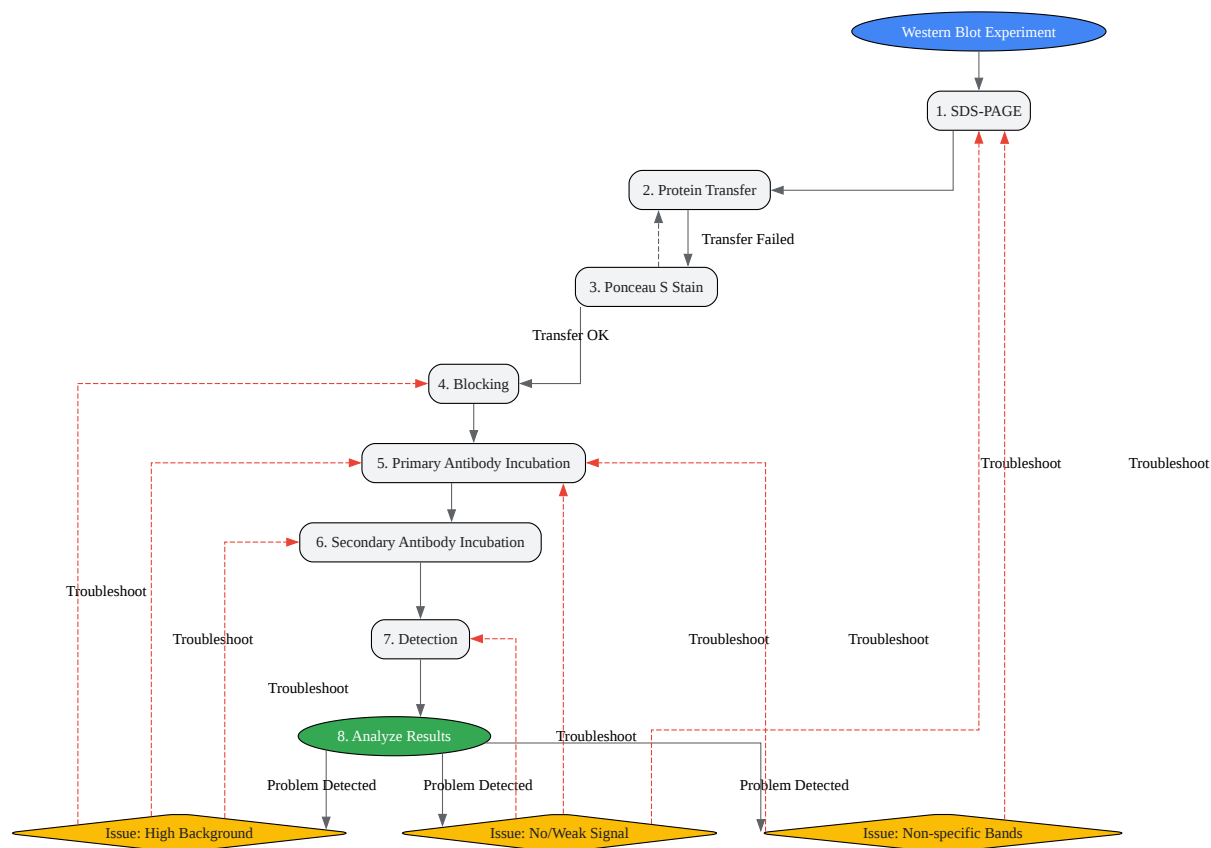 Western Blot Experiment
1. SDS-PAGE
2. Protein Transfer
Transfer Failed
3. Ponceau S Stain
Transfer OK
4. Blocking
5. Primary Antibody Incubation
Troubleshoot
Troubleshoot
6. Secondary Antibody Incubation
Troubleshoot
Troubleshoot
7. Detection
Troubleshoot
Troubleshoot
Troubleshoot
8. Analyze Results
Troubleshoot
Problem Detected
Problem Detected
Problem Detected
Issue: High Background
Issue: No/Weak Signal
Issue: Non-specific Bands